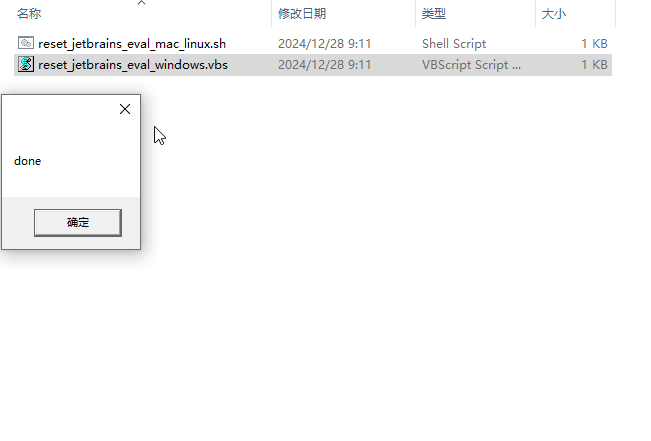 名称 修改日期 类型 大小
reset_jetbrains_eval_mac_linux.sh 2024/12/28 9:11 Shell Script 1 KB
reset_jetbrains_eval_windows.vbs 2024/12/28 9:11 VBScript Script ... 1 KB
done
确定